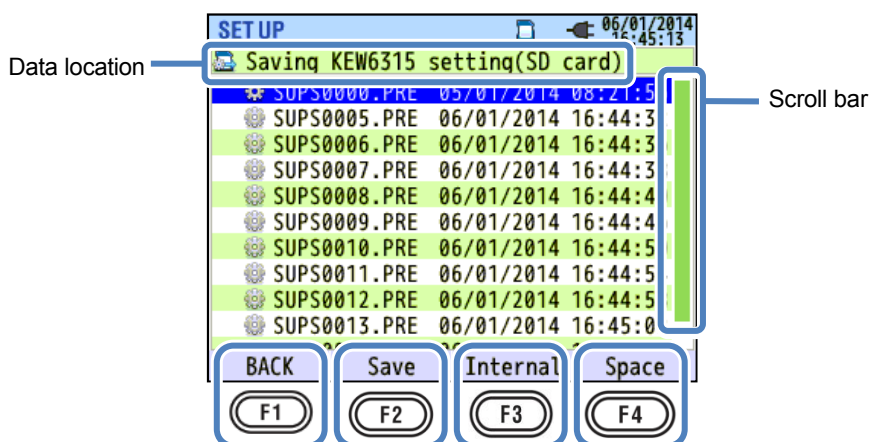 SET UP 06/01/2014
16:45:13
Data location
Saving KEW6315 setting(SD card)
SUPS0000.PRE 05/01/2014 08:21:5
Scroll bar
SUPS0005.PRE 06/01/2014 16:44:3
SUPS0006.PRE 06/01/2014 16:44:3
SUPS0007.PRE 06/01/2014 16:44:3
SUPS0008.PRE 06/01/2014 16:44:4
SUPS0009.PRE 06/01/2014 16:44:4
SUPS0010.PRE 06/01/2014 16:44:5
SUPS0011.PRE 06/01/2014 16:44:5
SUPS0012.PRE 06/01/2014 16:44:5
SUPS0013.PRE 06/01/2014 16:45:0
BACK Save Internal Space
F1 F2 F3 F4